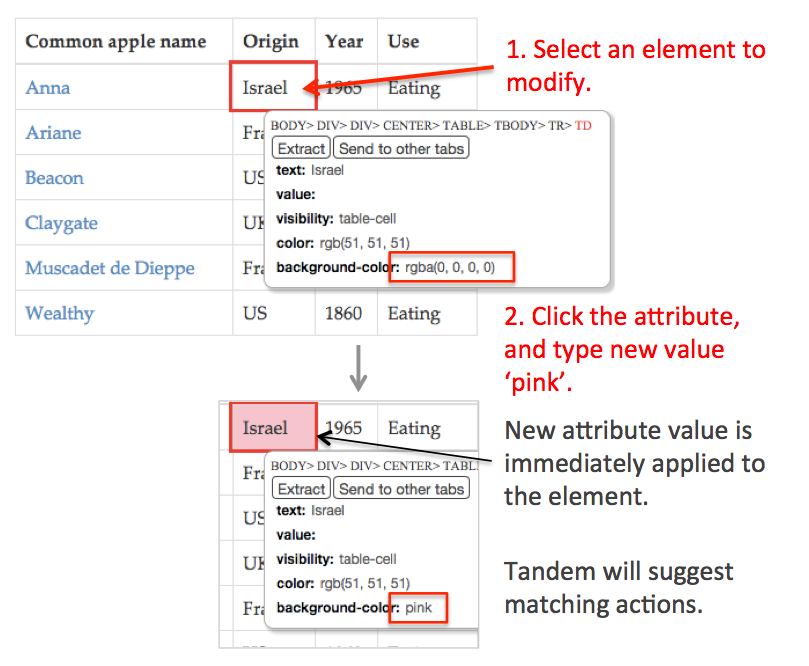 Common apple name Origin Year Use
Anna Israel 1965 Eating
1. Select an element to
modify.
Ariane Fra
Beacon US
Claygate UK
Muscadet de Dieppe Fra
Wealthy US 1860 Eating
BODY> DIV> DIV> CENTER> TABLE> TBODY> TR> TD
Extract Send to other tabs
text: Israel
value:
visibility: table-cell
color: rgb(51, 51, 51)
background-color: rgba(0, 0, 0, 0)
2. Click the attribute,
and type new value
‘pink’.
Israel 1965 Eating
Fra
US
UK
Fra
BODY> DIV> DIV> CENTER> TABL
Extract Send to other tabs
text: Israel
value:
visibility: table-cell
color: rgb(51, 51, 51)
background-color: pink
New attribute value is
immediately applied to
the element.
Tandem will suggest
matching actions.